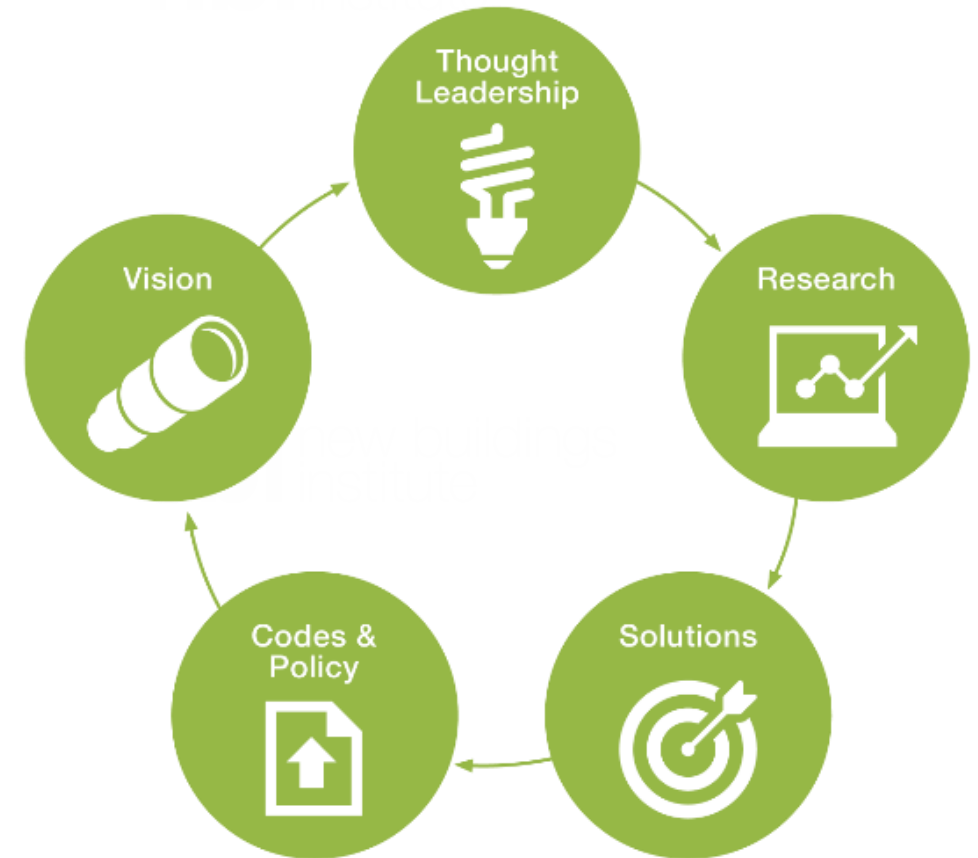 Thought
Leadership
Vision
Research
Codes &
Policy
Solutions